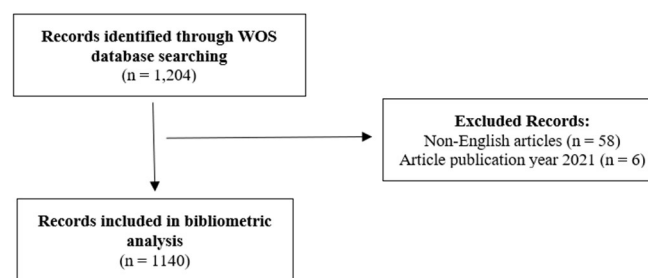 Records identified through WOS
database searching
(n = 1,204)
Excluded Records:
Non-English articles (n = 58)
Article publication year 2021 (n = 6)
Records included in bibliometric
analysis
(n = 1140)